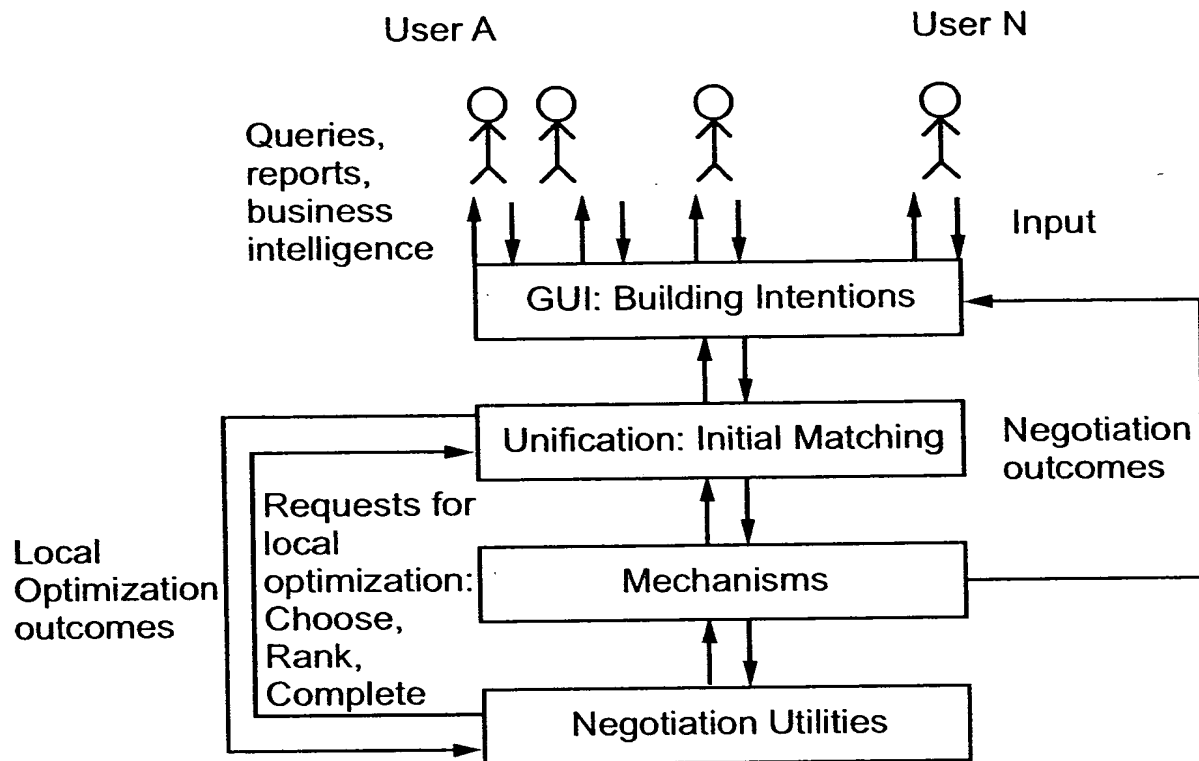 User A
User N
Queries,
reports,
business
intelligence
Input
GUI: Building Intentions
Unification: Initial Matching
Negotiation
outcomes
Requests for
local
optimization:
Choose,
Rank,
Complete
Local
Optimization
outcomes
Mechanisms
Negotiation Utilities